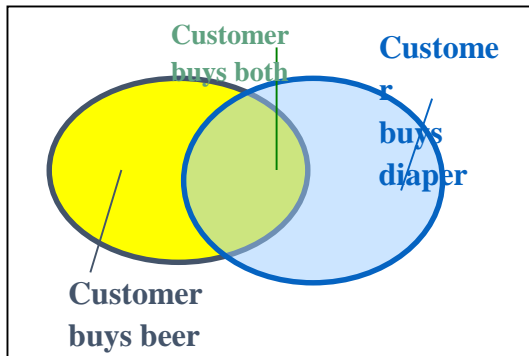 Customer
buys both
Custome
r
buys
diaper
Customer
buys beer